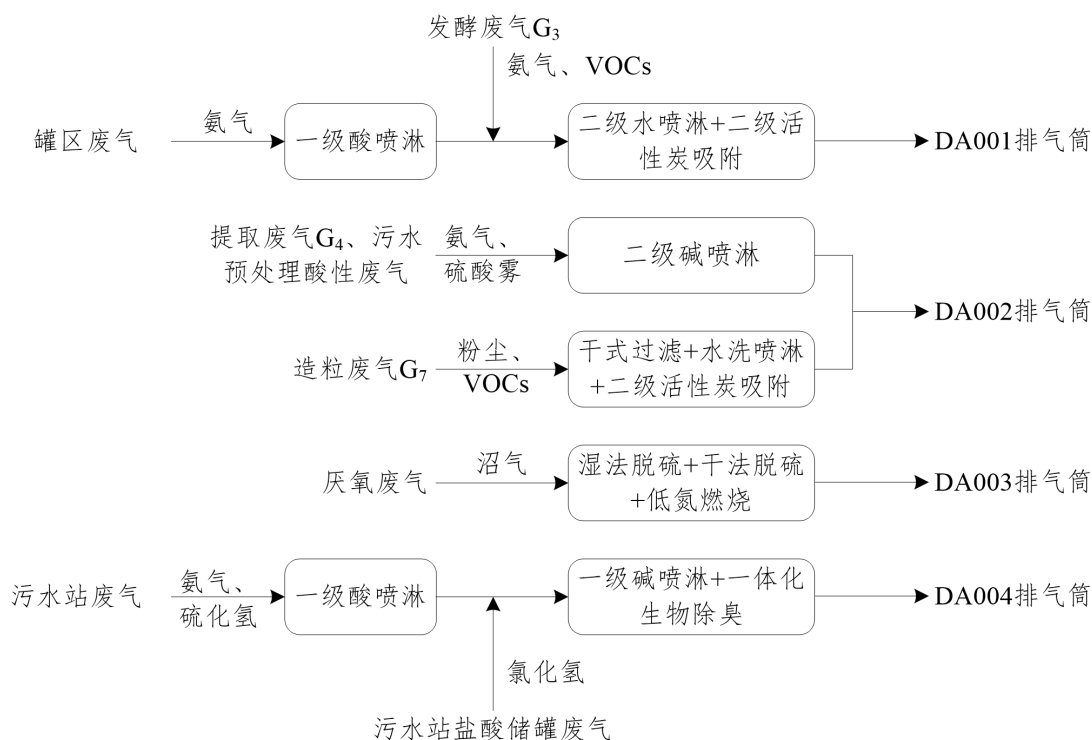 发酵废气G₃
氨气、VOCs
罐区废气
氨气
一级酸喷淋
二级水喷淋+二级活
性炭吸附
DA001排气筒
提取废气G₄、污水
预处理酸性废气
氨气、
硫酸雾
二级碱喷淋
DA002排气筒
造粒废气G₇
粉尘、
VOCs
干式过滤+水洗喷淋
+二级活性炭吸附
厌氧废气
沼气
湿法脱硫+干法脱硫
+低氮燃烧
DA003排气筒
污水站废气
氨气、
硫化氢
一级酸喷淋
一级碱喷淋+一体化
生物除臭
DA004排气筒
氯化氢
污水站盐酸储罐废气